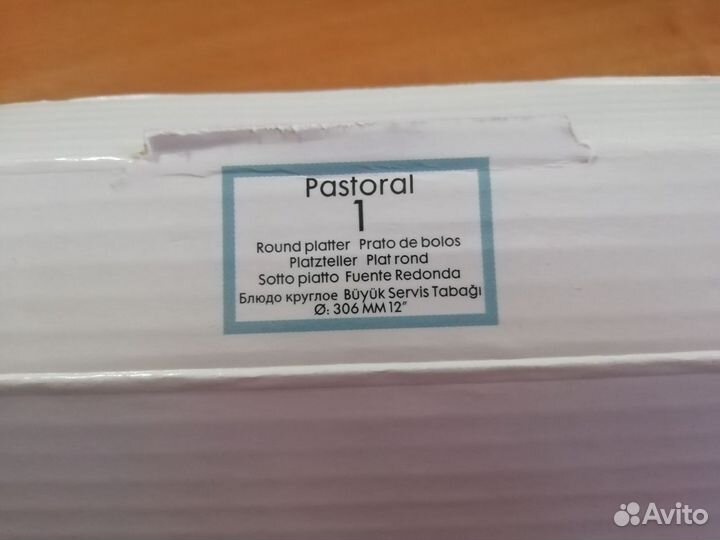 Pastoral
1
Round platter Prato de bolos
Platzteller Plat rond
Sotto piatto Fuente Redonda
Блюдо круглое Büyük Servis Tabağı
Ø: 306 MM 12"
Avito